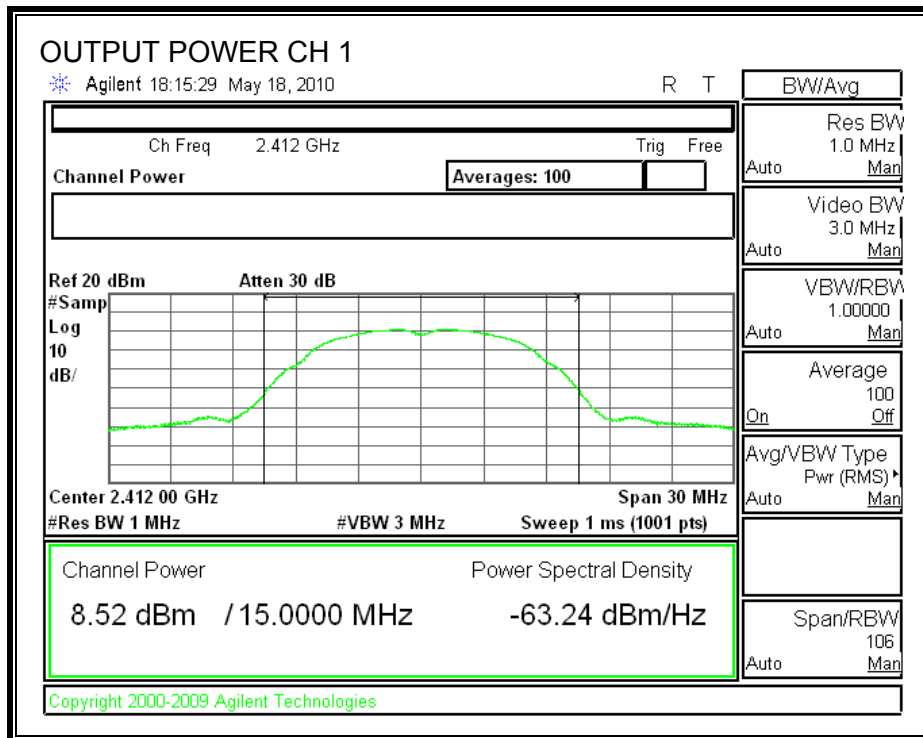 OUTPUT POWER CH 1
Agilent 18:15:29 May 18, 2010 R T
Ch Freq 2.412 GHz Trig Free
Channel Power Averages: 100
Ref 20 dBm Atten 30 dB
#Samp
Log
10
dB/
Center 2.412 00 GHz Span 30 MHz
#Res BW 1 MHz #VBW 3 MHz Sweep 1 ms (1001 pts)
Channel Power Power Spectral Density
8.52 dBm / 15.0000 MHz -63.24 dBm/Hz
Copyright 2000-2009 Agilent Technologies
BW/Avg
Res BW
1.0 MHz
Auto Man
Video BW
3.0 MHz
Auto Man
VBW/RBW
1.00000
Auto Man
Average
100
On Off
Avg/VBW Type
Pwr (RMS)
Auto Man
Span/RBW
106
Auto Man